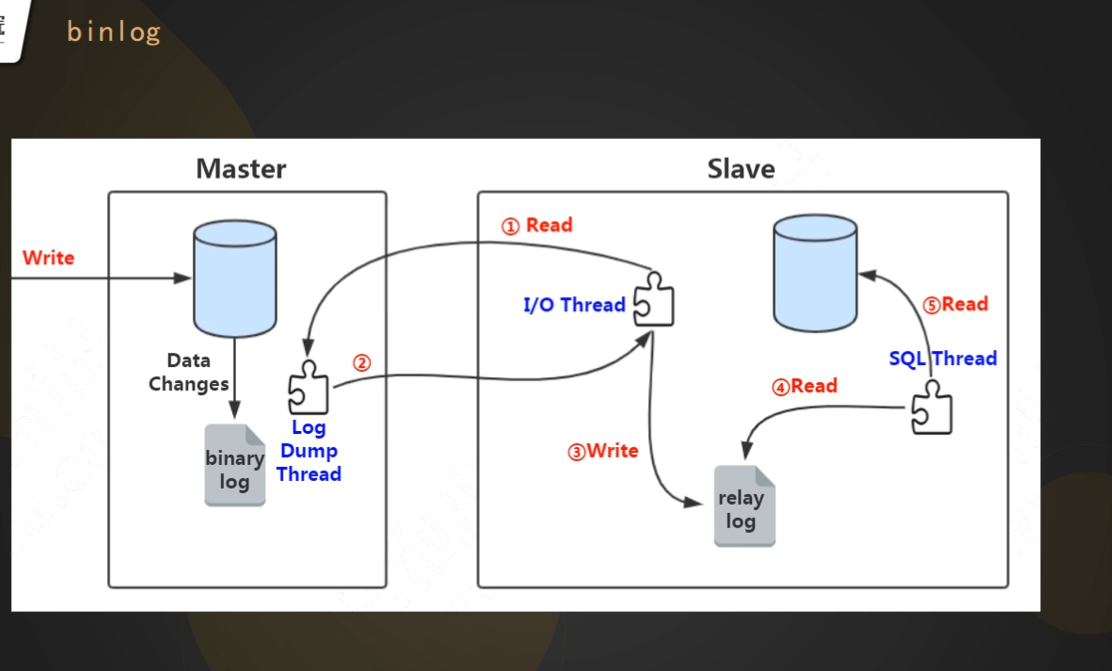 binlog
Master
Slave
Write
① Read
I/O Thread
⑤Read
Data
Changes
②
SQL Thread
④Read
Log
Dump
Thread
binary
log
③Write
relay
log